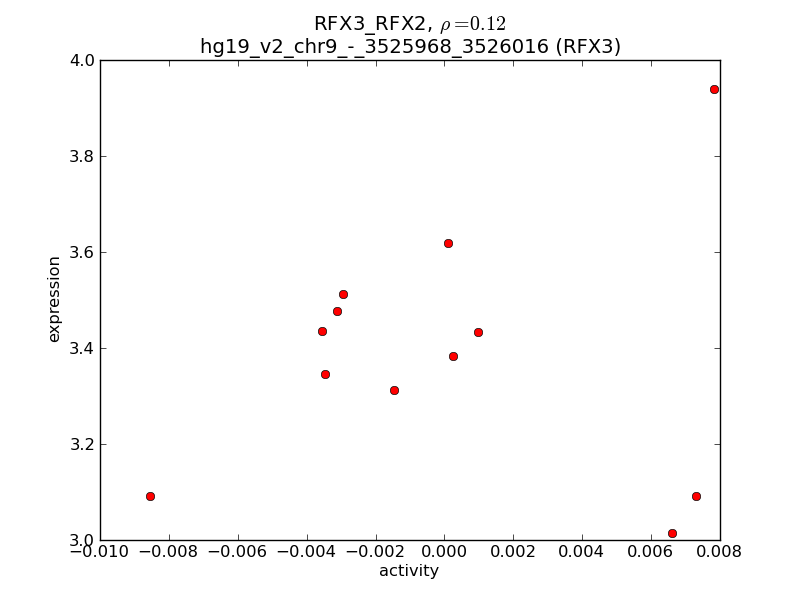 RFX3_RFX2, ρ=0.12
hg19_v2_chr9_-_3525968_3526016 (RFX3)
4.0
3.8
3.6
3.4
3.2
3.0
expression
−0.010 −0.008 −0.006 −0.004 −0.002 0.000 0.002 0.004 0.006 0.008
activity